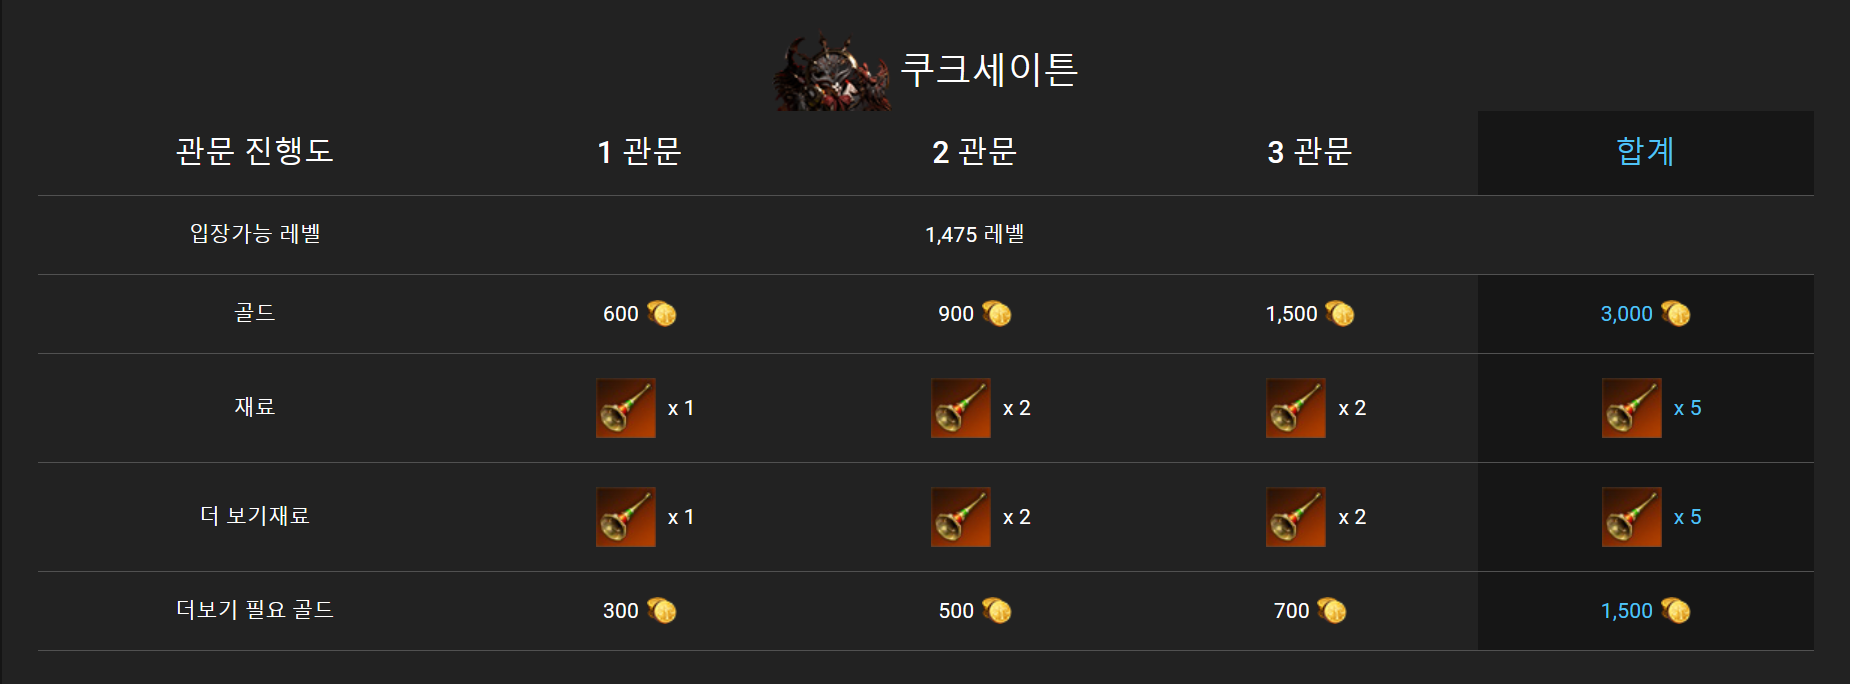 쿠크세이튼
관문 진행도 1 관문 2 관문 3 관문 합계
입장가능 레벨 1,475 레벨
골드 600 900 1,500 3,000
재료 x 1 x 2 x 2 x 5
더 보기재료 x 1 x 2 x 2 x 5
더보기 필요 골드 300 500 700 1,500